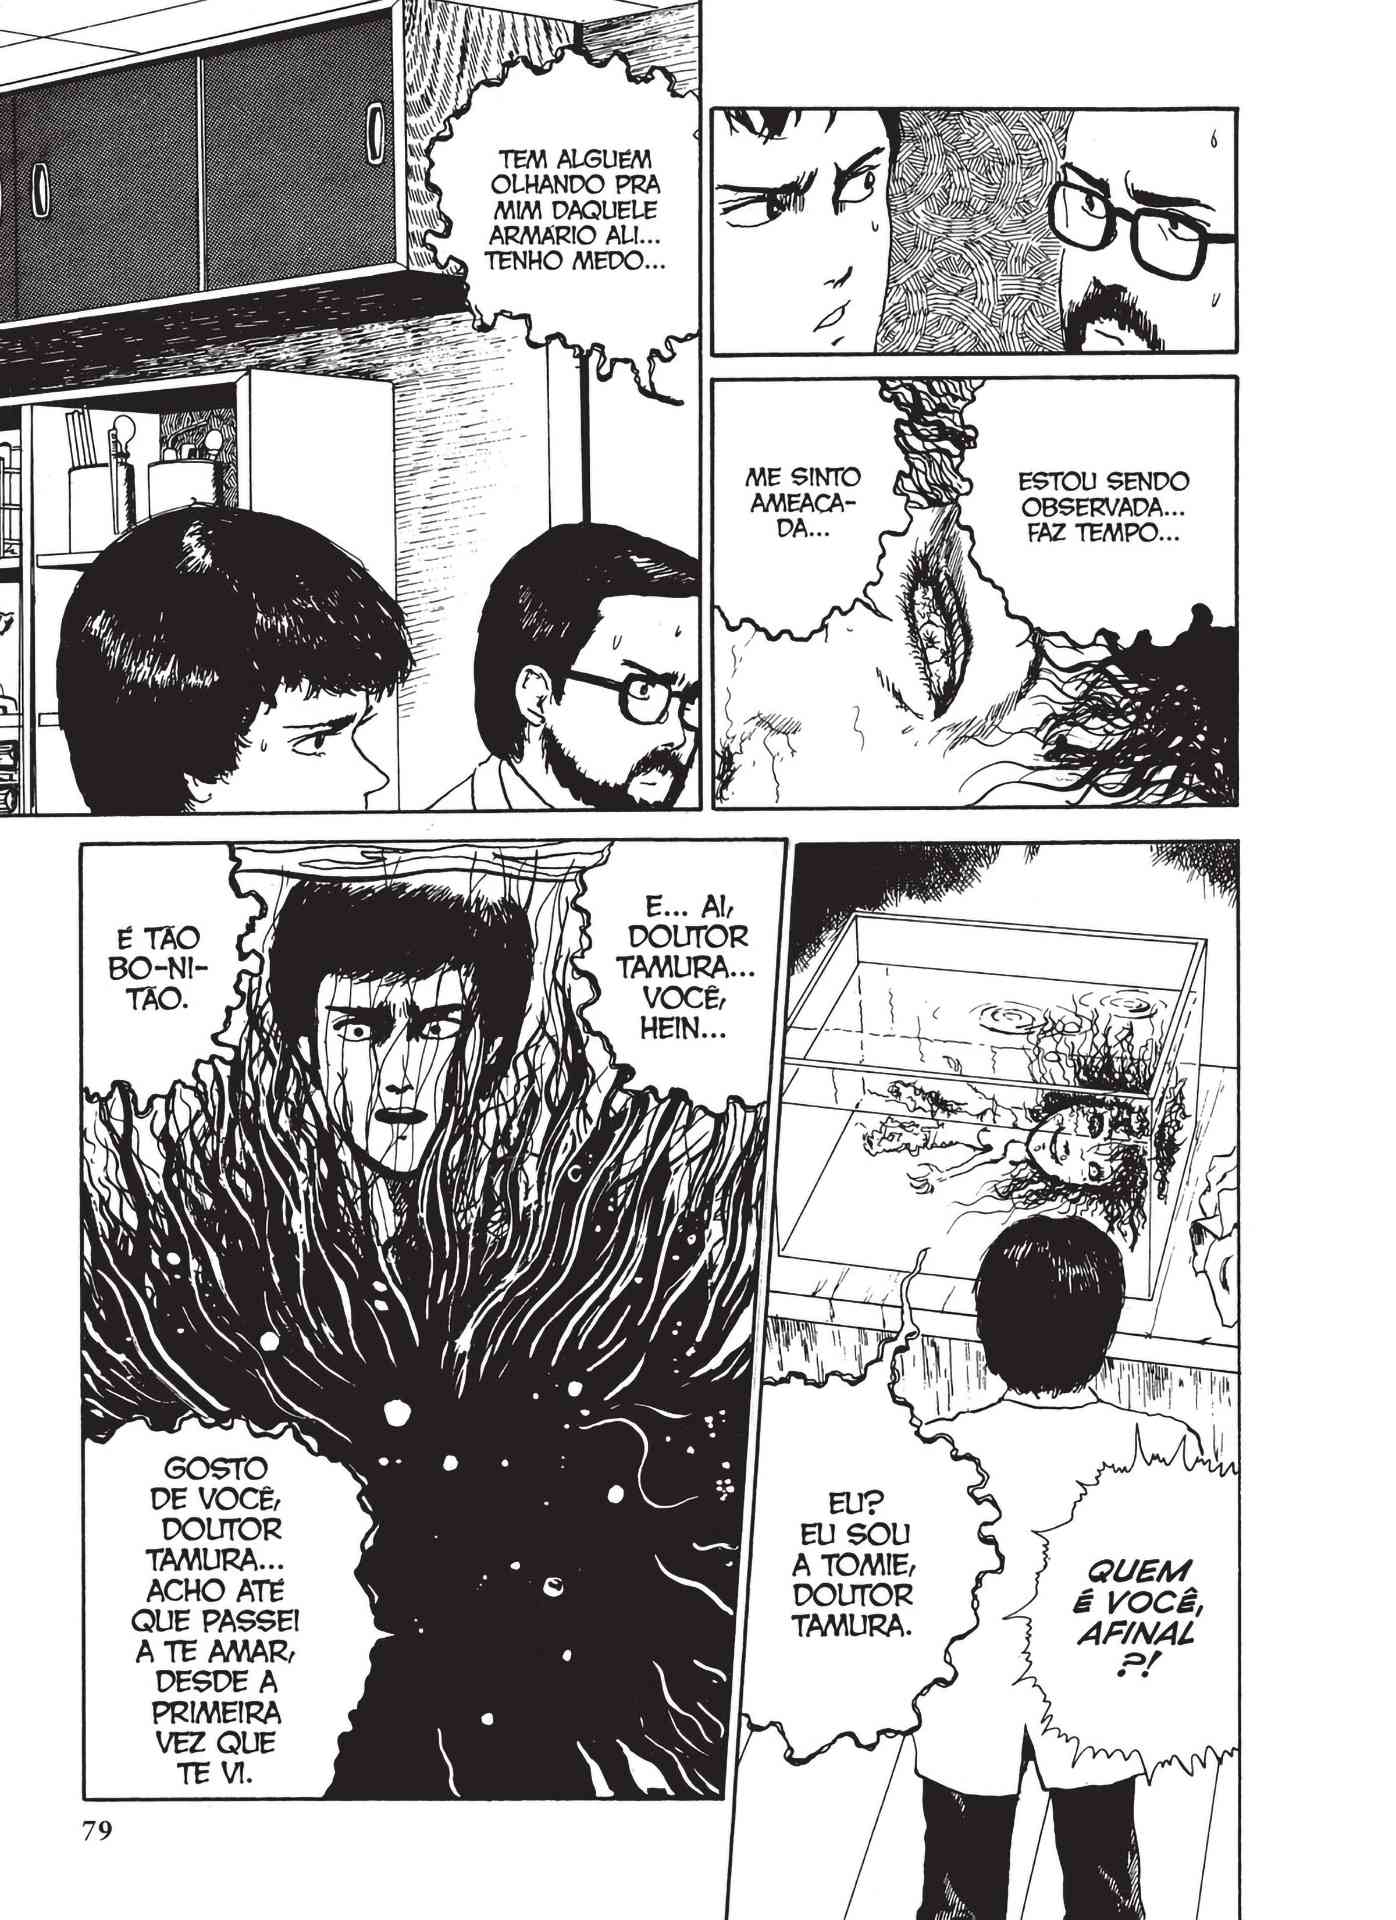 ESTOU SENDO
OBSERVADA...
FAZ TEMPO...
ME SINTO
AMEAÇA-
DA...
TEM ALGUÉM
OLHANDO PRA
MIM DAQUELE
ARMÁRIO ALI...
TENHO MEDO...
QUEM
É VOCÊ,
AFINAL
?!
EU?
EU SOU
A TOMIE,
DOUTOR
TAMURA.
E... AI,
DOUTOR
TAMURA...
VOCÊ,
HEIN...
É TÃO
BO-NI-
TÃO.
GOSTO
DE VOCÊ,
DOUTOR
TAMURA...
ACHO ATÉ
QUE PASSEI
A TE AMAR,
DESDE A
PRIMEIRA
VEZ QUE
TE VI.
79